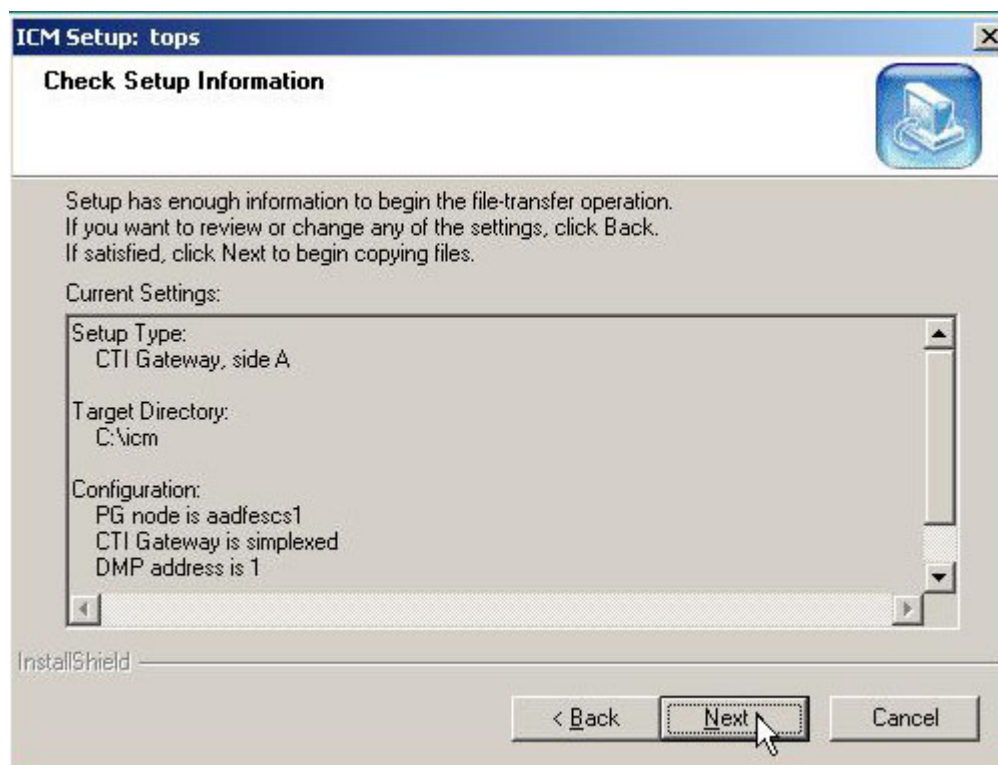 ICM Setup: tops
Check Setup Information
Setup has enough information to begin the file-transfer operation.
If you want to review or change any of the settings, click Back.
If satisfied, click Next to begin copying files.
Current Settings:
Setup Type:
CTI Gateway, side A
Target Directory:
C:\icm
Configuration:
PG node is aadfescs1
CTI Gateway is simplexed
DMP address is 1
InstallShield
< Back Next Cancel